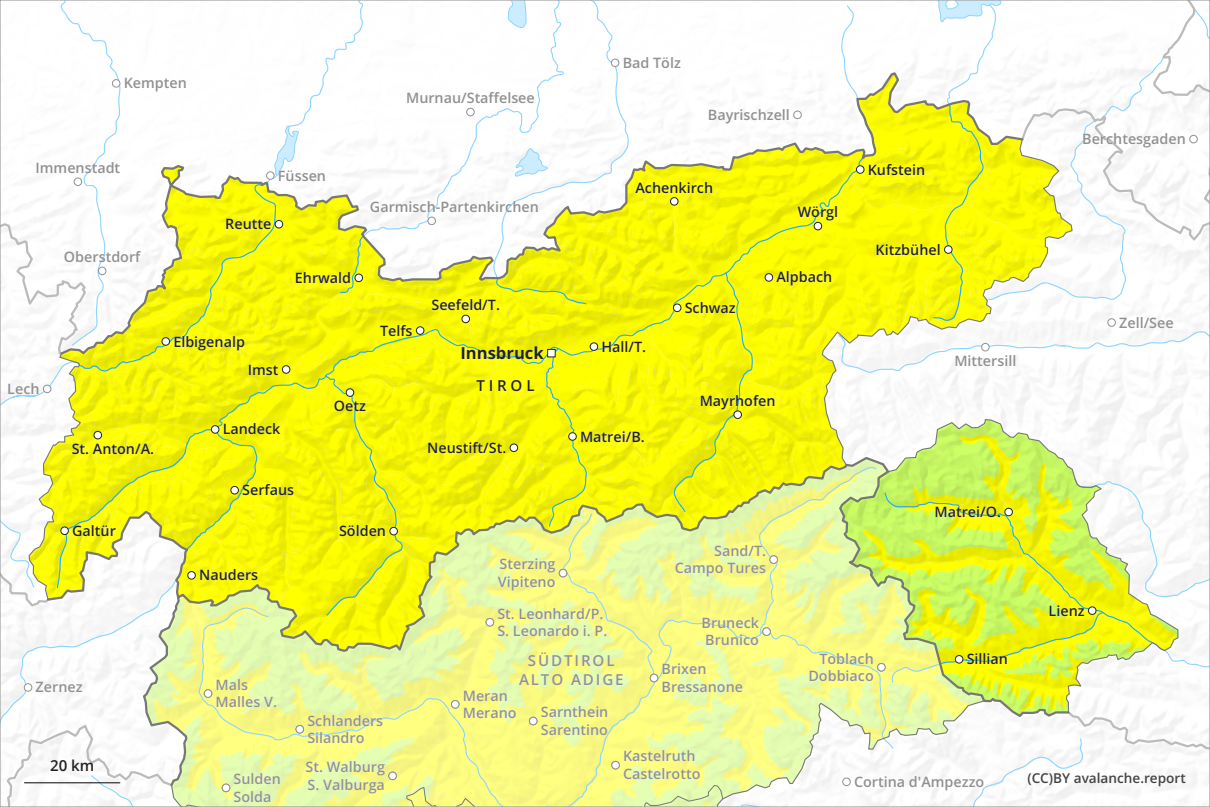 Bad Tölz
Kempten
Murnau/Staffelsee
Bayrischzell
Berchtesgaden
Immenstadt
Füssen
Kufstein
Achenkirch
Garmisch-Partenkirchen
Wörgl
Reutte
Kitzbühel
Oberstdorf
Ehrwald
Alpbach
Seefeld/T.
Schwaz
Telfs
Zell/See
Elbigenalp
Innsbruck
Hall/T.
Mittersill
Imst
TIROL
Lech
Oetz
Mayrhofen
Landeck
St. Anton/A.
Neustift/St.
Matrei/B.
Serfaus
Matrei/O.
Galtür
Sölden
Sterzing
Vipiteno
Sand/T.
Campo Tures
Nauders
Lienz
St. Leonhard/P.
S. Leonardo i. P.
Bruneck
Brunico
SÜDTIROL
ALTO ADIGE
Sillian
Toblach
Dobbiaco
Brixen
Bressanone
Zernez
Mals
Malles V.
Meran
Merano
Sarnthein
Sarentino
Schlanders
Silandro
Kastelruth
Castelrotto
St. Walburg
S. Valburga
20 km
Sulden
Solda
Cortina d'Ampezzo
(CC)BY avalanche.report